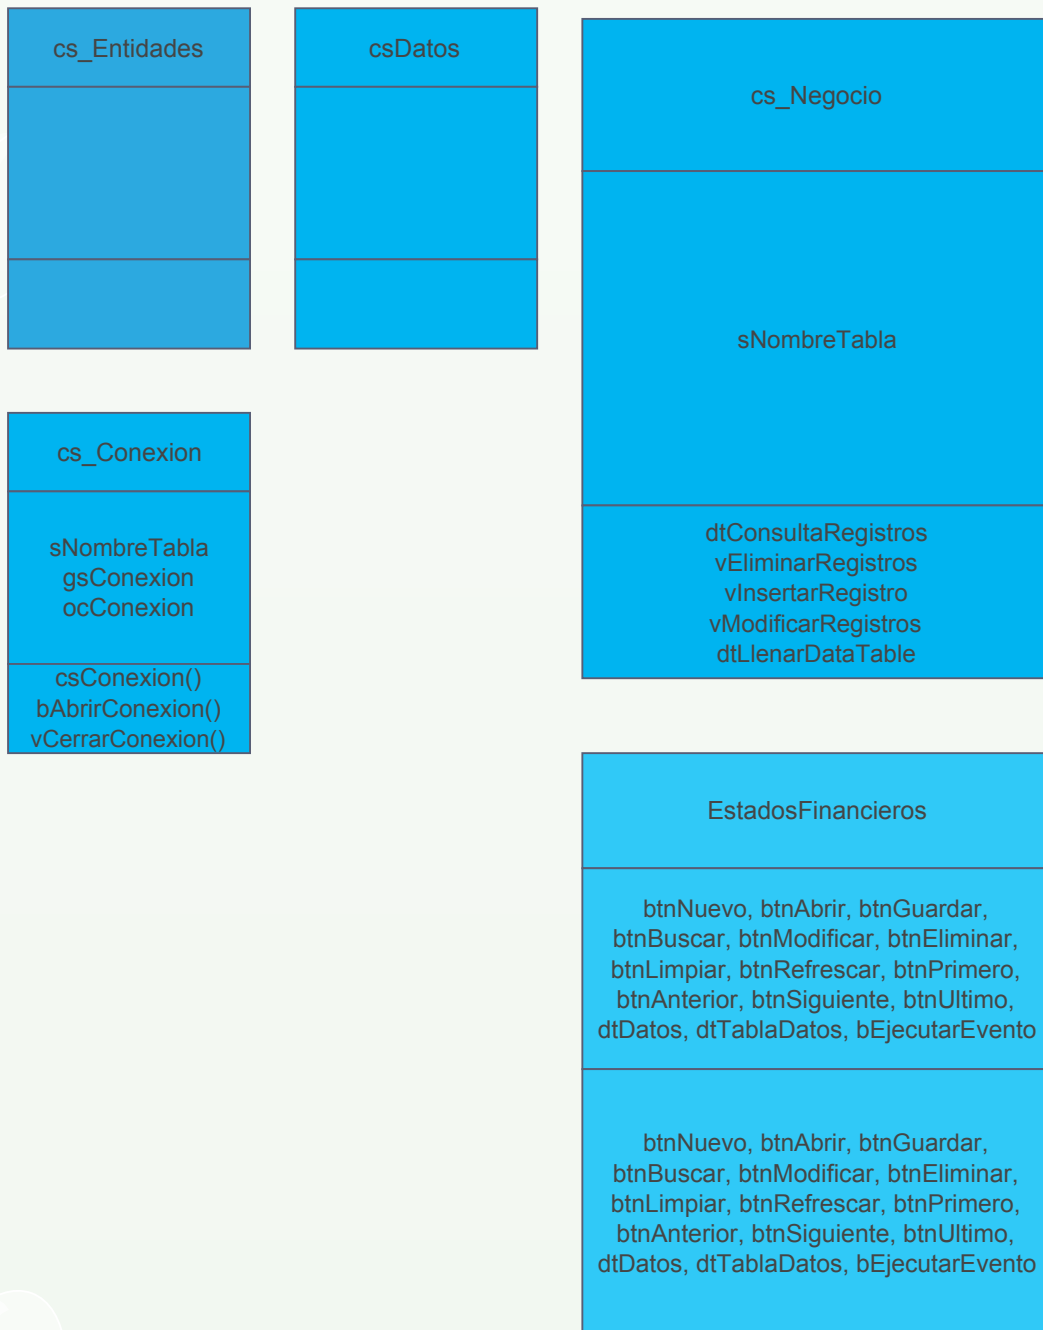 cs_Entidades
csDatos
cs_Negocio
sNombreTabla
dtConsultaRegistros
vEliminarRegistros
vInsertarRegistro
vModificarRegistros
dtLlenarDataTable
cs_Conexion
sNombreTabla
gsConexion
ocConexion
csConexion()
bAbrirConexion()
vCerrarConexion()
EstadosFinancieros
btnNuevo, btnAbrir, btnGuardar,
btnBuscar, btnModificar, btnEliminar,
btnLimpiar, btnRefrescar, btnPrimero,
btnAnterior, btnSiguiente, btnUltimo,
dtDatos, dtTablaDatos, bEjecutarEvento
btnNuevo, btnAbrir, btnGuardar,
btnBuscar, btnModificar, btnEliminar,
btnLimpiar, btnRefrescar, btnPrimero,
btnAnterior, btnSiguiente, btnUltimo,
dtDatos, dtTablaDatos, bEjecutarEvento